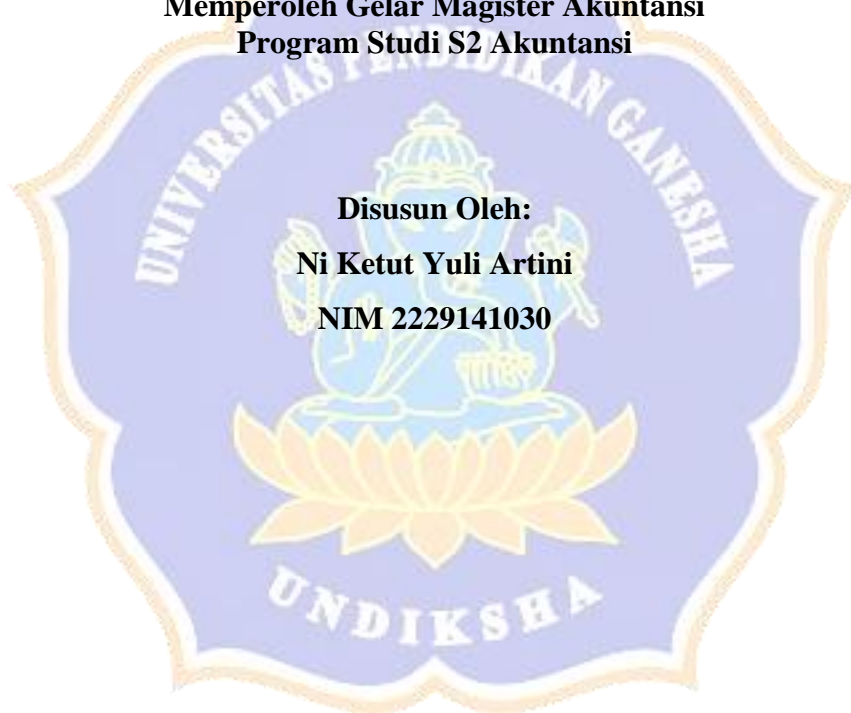 Memperoleh Gelar Magister Akuntansi
Program Studi S2 Akuntansi
UNIVERSITAS PENDIDIKAN GANESHA
Disusun Oleh:
Ni Ketut Yuli Artini
NIM 2229141030
UNDIKSHA